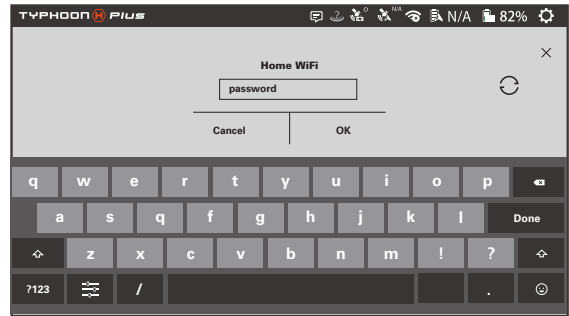 TYPHOON H Plus N/A N/A 82%
Home WiFi
password
Cancel OK
q w e r t y u i o p
a s q f g h j k l Done
z x c v b n m ! ?
?123 / .